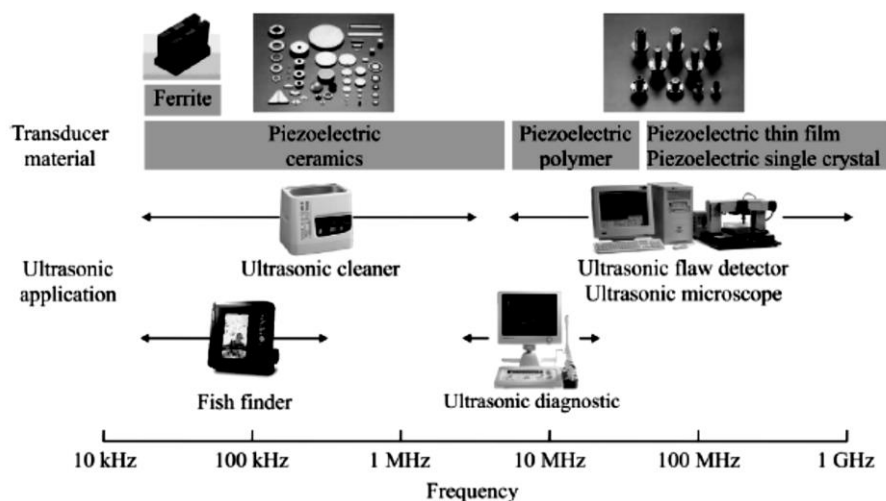 Ferrite
Transducer
material
Piezoelectric
ceramics
Piezoelectric
polymer
Piezoelectric thin film
Piezoelectric single crystal
Ultrasonic
application
Ultrasonic cleaner
Ultrasonic flaw detector
Ultrasonic microscope
Fish finder
Ultrasonic diagnostic
10 kHz
100 kHz
1 MHz
10 MHz
100 MHz
1 GHz
Frequency